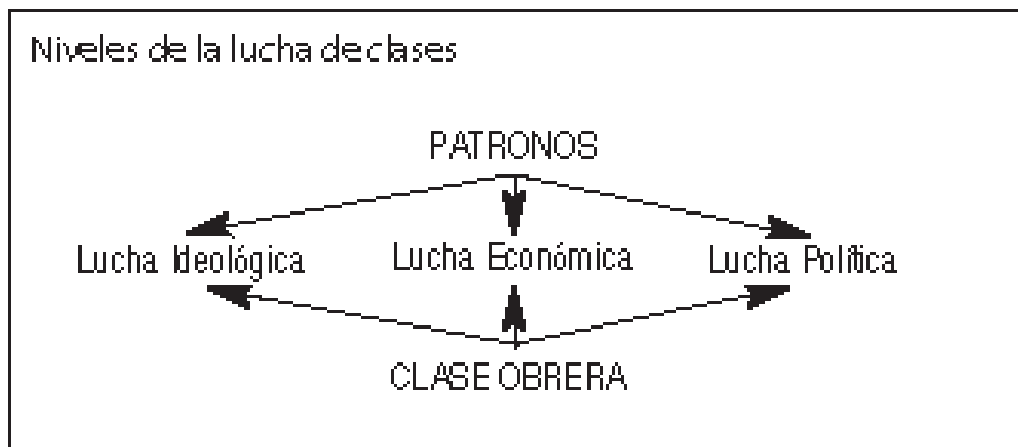 Niveles de la lucha de clases
PATRONOS
Lucha Ideológica Lucha Económica Lucha Política
CLASE OBRERA